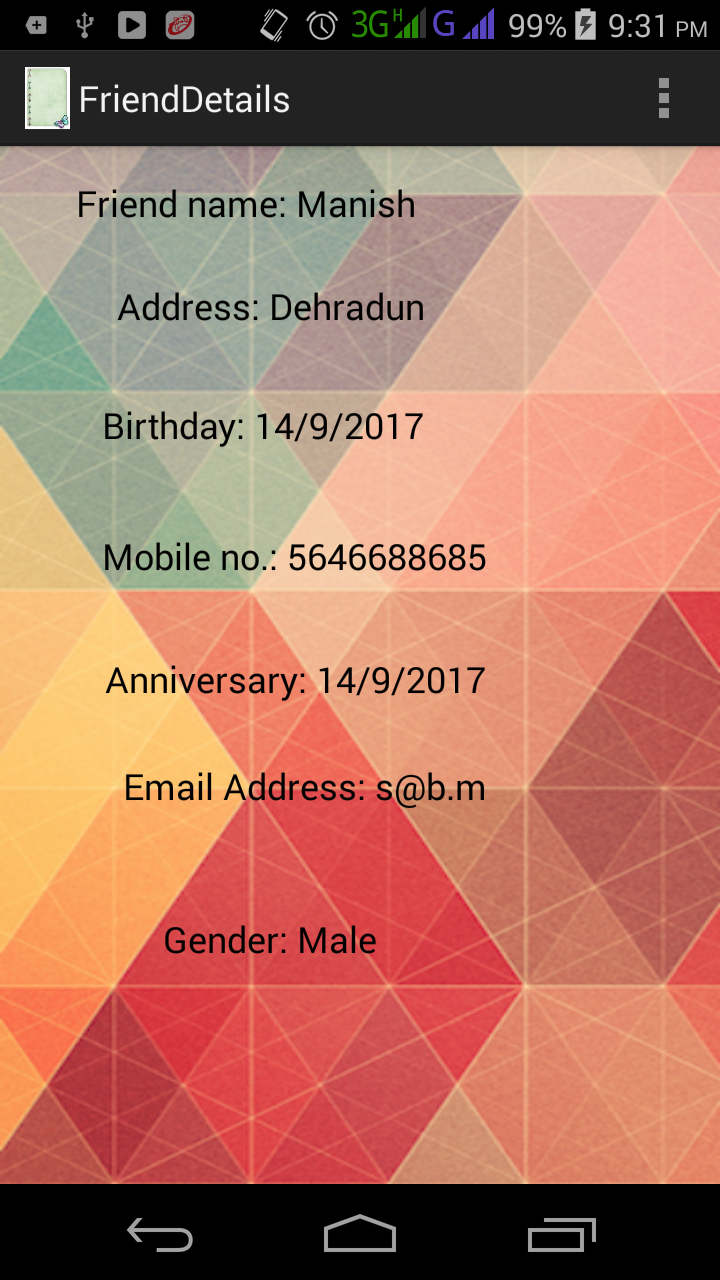 3G H G 99% 9:31 PM
FriendDetails
Friend name: Manish
Address: Dehradun
Birthday: 14/9/2017
Mobile no.: 5646688685
Anniversary: 14/9/2017
Email Address: s@b.m
Gender: Male